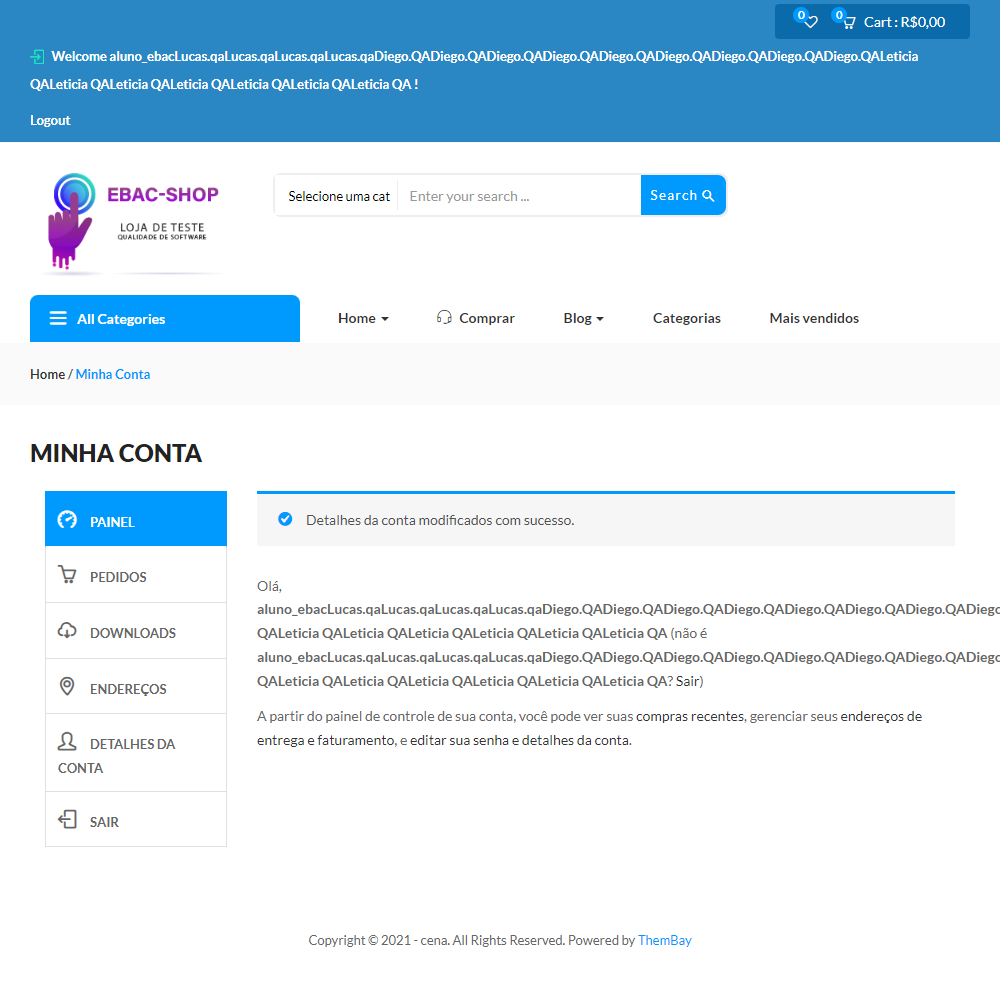 0
0
Cart : R$0,00
Welcome aluno_ebacLucas.qaLucas.qaLucas.qaLucas.qaDiego.QADiego.QADiego.QADiego.QADiego.QADiego.QADiego.QADiego.QALeticia
QALeticia QALeticia QALeticia QALeticia QALeticia QALeticia QA !
Logout
EBAC-SHOP
LOJA DE TESTE
QUALIDADE DE SOFTWARE
Selecione uma cat
Enter your search ...
Search
All Categories
Home
Comprar
Blog
Categorias
Mais vendidos
Home / Minha Conta
MINHA CONTA
PAINEL
PEDIDOS
DOWNLOADS
ENDEREÇOS
DETALHES DA
CONTA
SAIR
Detalhes da conta modificados com sucesso.
Olá,
aluno_ebacLucas.qaLucas.qaLucas.qaLucas.qaDiego.QADiego.QADiego.QADiego.QADiego.QADiego.QADiego
QALeticia QALeticia QALeticia QALeticia QALeticia QALeticia QA (não é
aluno_ebacLucas.qaLucas.qaLucas.qaLucas.qaDiego.QADiego.QADiego.QADiego.QADiego.QADiego.QADiego
QALeticia QALeticia QALeticia QALeticia QALeticia QALeticia QA? Sair)
A partir do painel de controle de sua conta, você pode ver suas compras recentes, gerenciar seus endereços de
entrega e faturamento, e editar sua senha e detalhes da conta.
Copyright © 2021 - cena. All Rights Reserved. Powered by ThemBay